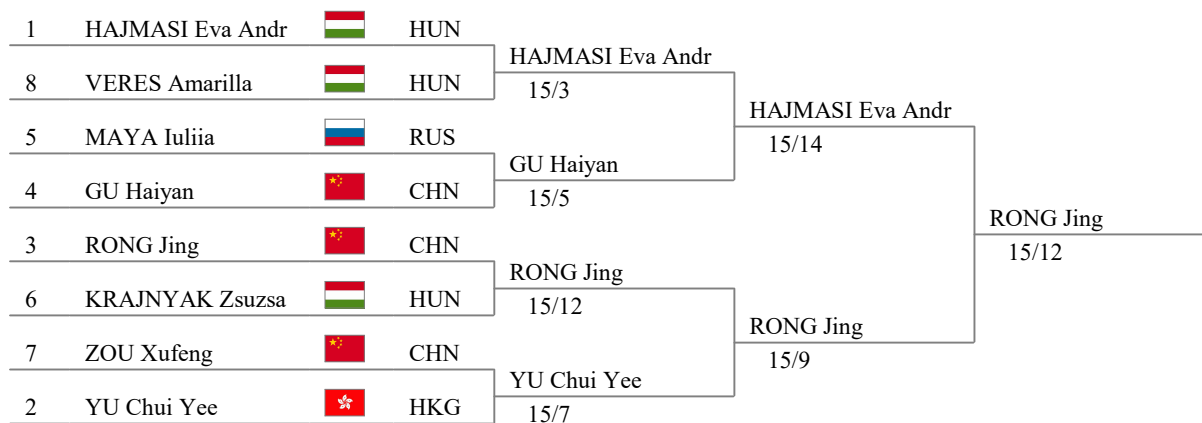 1 HAJMASI Eva Andr HUN
8 VERES Amarilla HUN
5 MAYA Iuliia RUS
4 GU Haiyan CHN
3 RONG Jing CHN
6 KRAJNYAK Zsuzsa HUN
7 ZOU Xufeng CHN
2 YU Chui Yee HKG
HAJMASI Eva Andr
15/3
GU Haiyan
15/5
RONG Jing
15/12
YU Chui Yee
15/7
HAJMASI Eva Andr
15/14
RONG Jing
15/9
RONG Jing
15/12